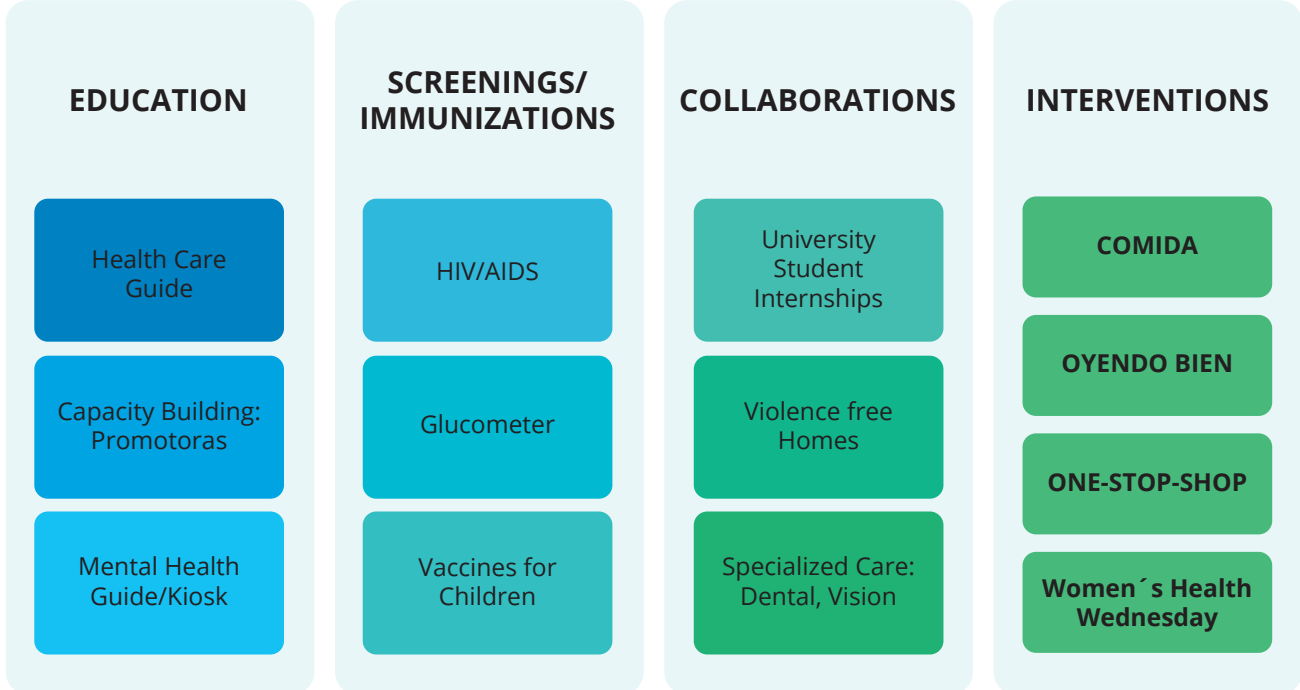 EDUCATION
Health Care
Guide
Capacity Building:
Promotoras
Mental Health
Guide/Kiosk
SCREENINGS/
IMMUNIZATIONS
HIV/AIDS
Glucometer
Vaccines for
Children
COLLABORATIONS
University
Student
Internships
Violence free
Homes
Specialized Care:
Dental, Vision
INTERVENTIONS
COMIDA
OYENDO BIEN
ONE-STOP-SHOP
Women´s Health
Wednesday